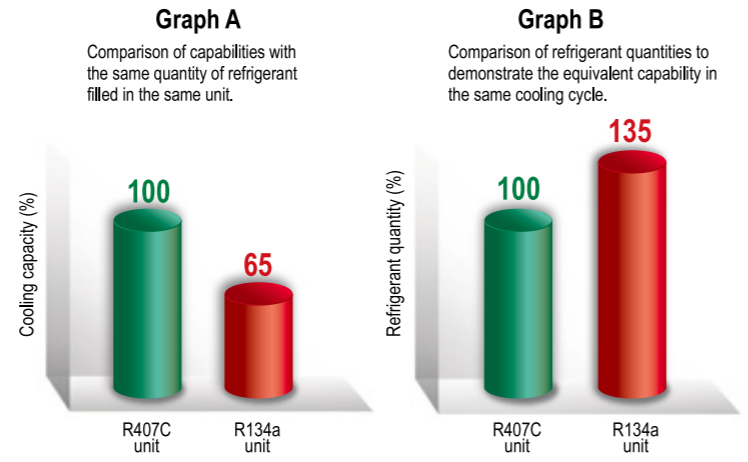 Graph A
Comparison of capabilities with
the same quantity of refrigerant
filled in the same unit.
Cooling capacity (%)
100
65
R407C
unit
R134a
unit
Graph B
Comparison of refrigerant quantities to
demonstrate the equivalent capability in
the same cooling cycle.
Refrigerant quantity (%)
100
135
R407C
unit
R134a
unit